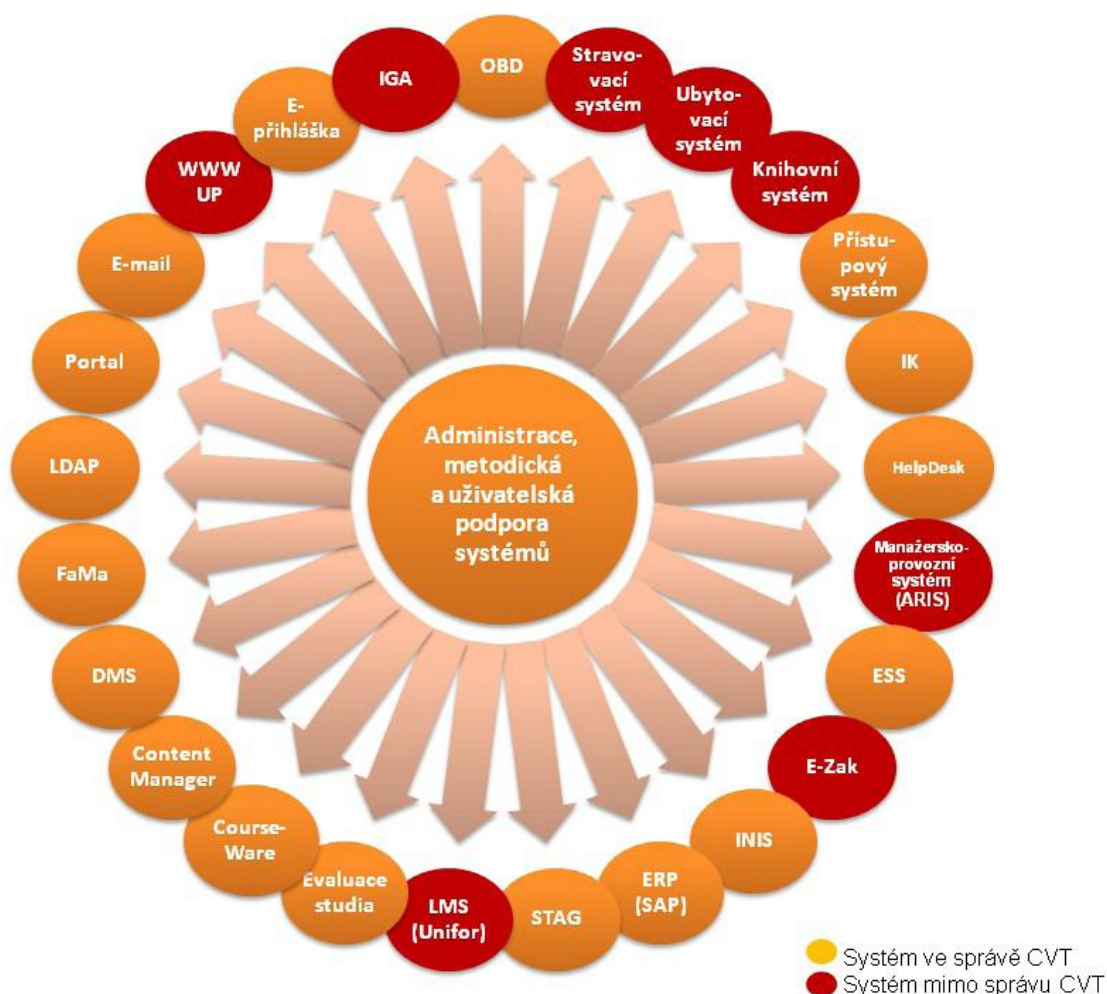 OBD
Stravo-
vací
systém
Ubyto-
vací
systém
Knihovní
systém
Přístu-
pový
systém
IK
HelpDesk
Manažersko-
provozní
systém
(ARIS)
ESS
E-Zak
INIS
ERP
(SAP)
STAG
LMS
(Unifor)
Evaluace
studia
Course-
Ware
Content
Manager
DMS
FaMa
LDAP
Portal
E-mail
WWW
UP
E-
přihláška
IGA
Administrace,
metodická
a uživatelská
podpora
systémů
Systém ve správě CVT
Systém mimo správu CVT